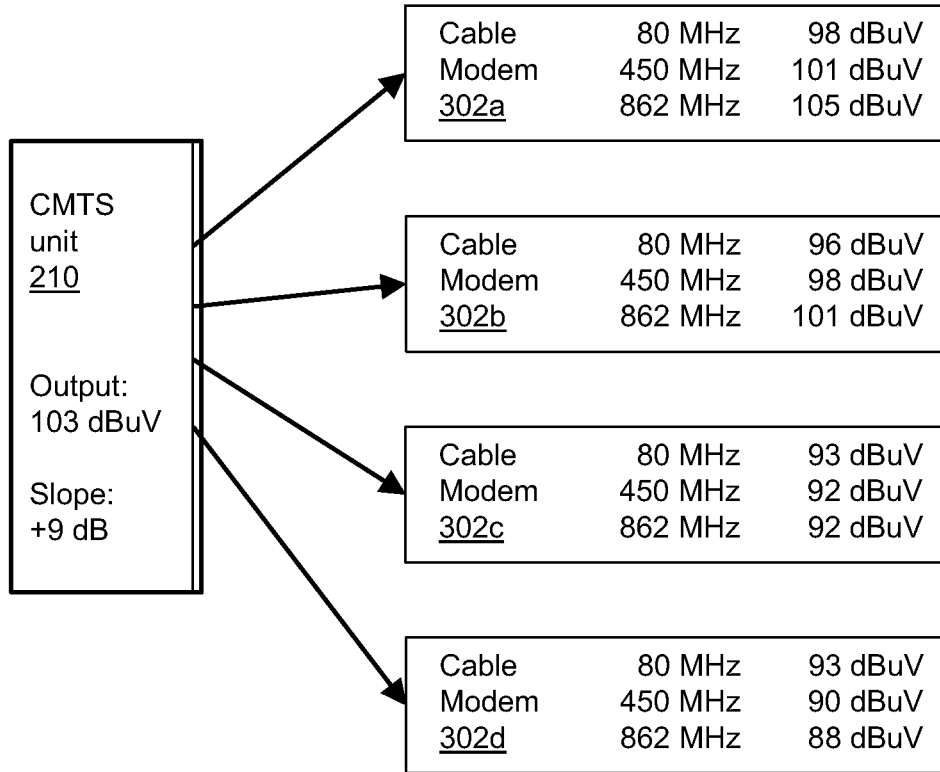 CMTS
unit
210
Output:
103 dBuV
Slope:
+9 dB
Cable 80 MHz 98 dBuV
Modem 450 MHz 101 dBuV
302a 862 MHz 105 dBuV
Cable 80 MHz 96 dBuV
Modem 450 MHz 98 dBuV
302b 862 MHz 101 dBuV
Cable 80 MHz 93 dBuV
Modem 450 MHz 92 dBuV
302c 862 MHz 92 dBuV
Cable 80 MHz 93 dBuV
Modem 450 MHz 90 dBuV
302d 862 MHz 88 dBuV